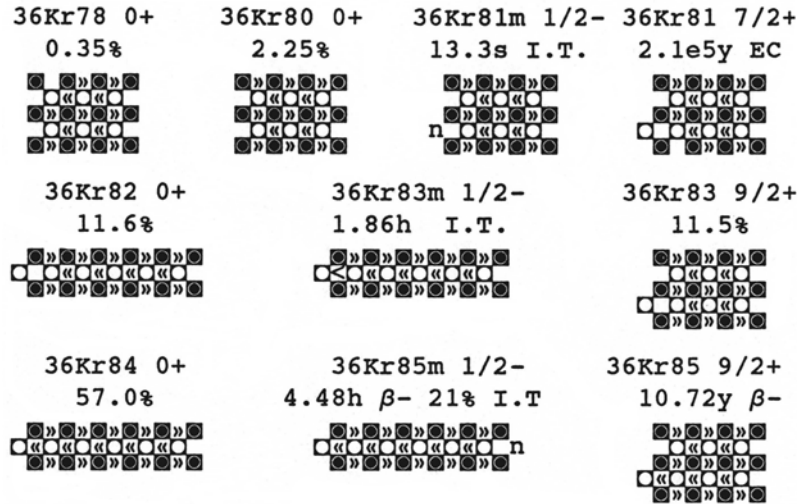 36Kr78 0+ 36Kr80 0+ 36Kr81m 1/2- 36Kr81 7/2+
0.35% 2.25% 13.3s I.T. 2.1e5y EC
n
36Kr82 0+ 36Kr83m 1/2- 36Kr83 9/2+
11.6% 1.86h I.T. 11.5%
36Kr84 0+ 36Kr85m 1/2- 36Kr85 9/2+
57.0% 4.48h β- 21% I.T 10.72y β-
n